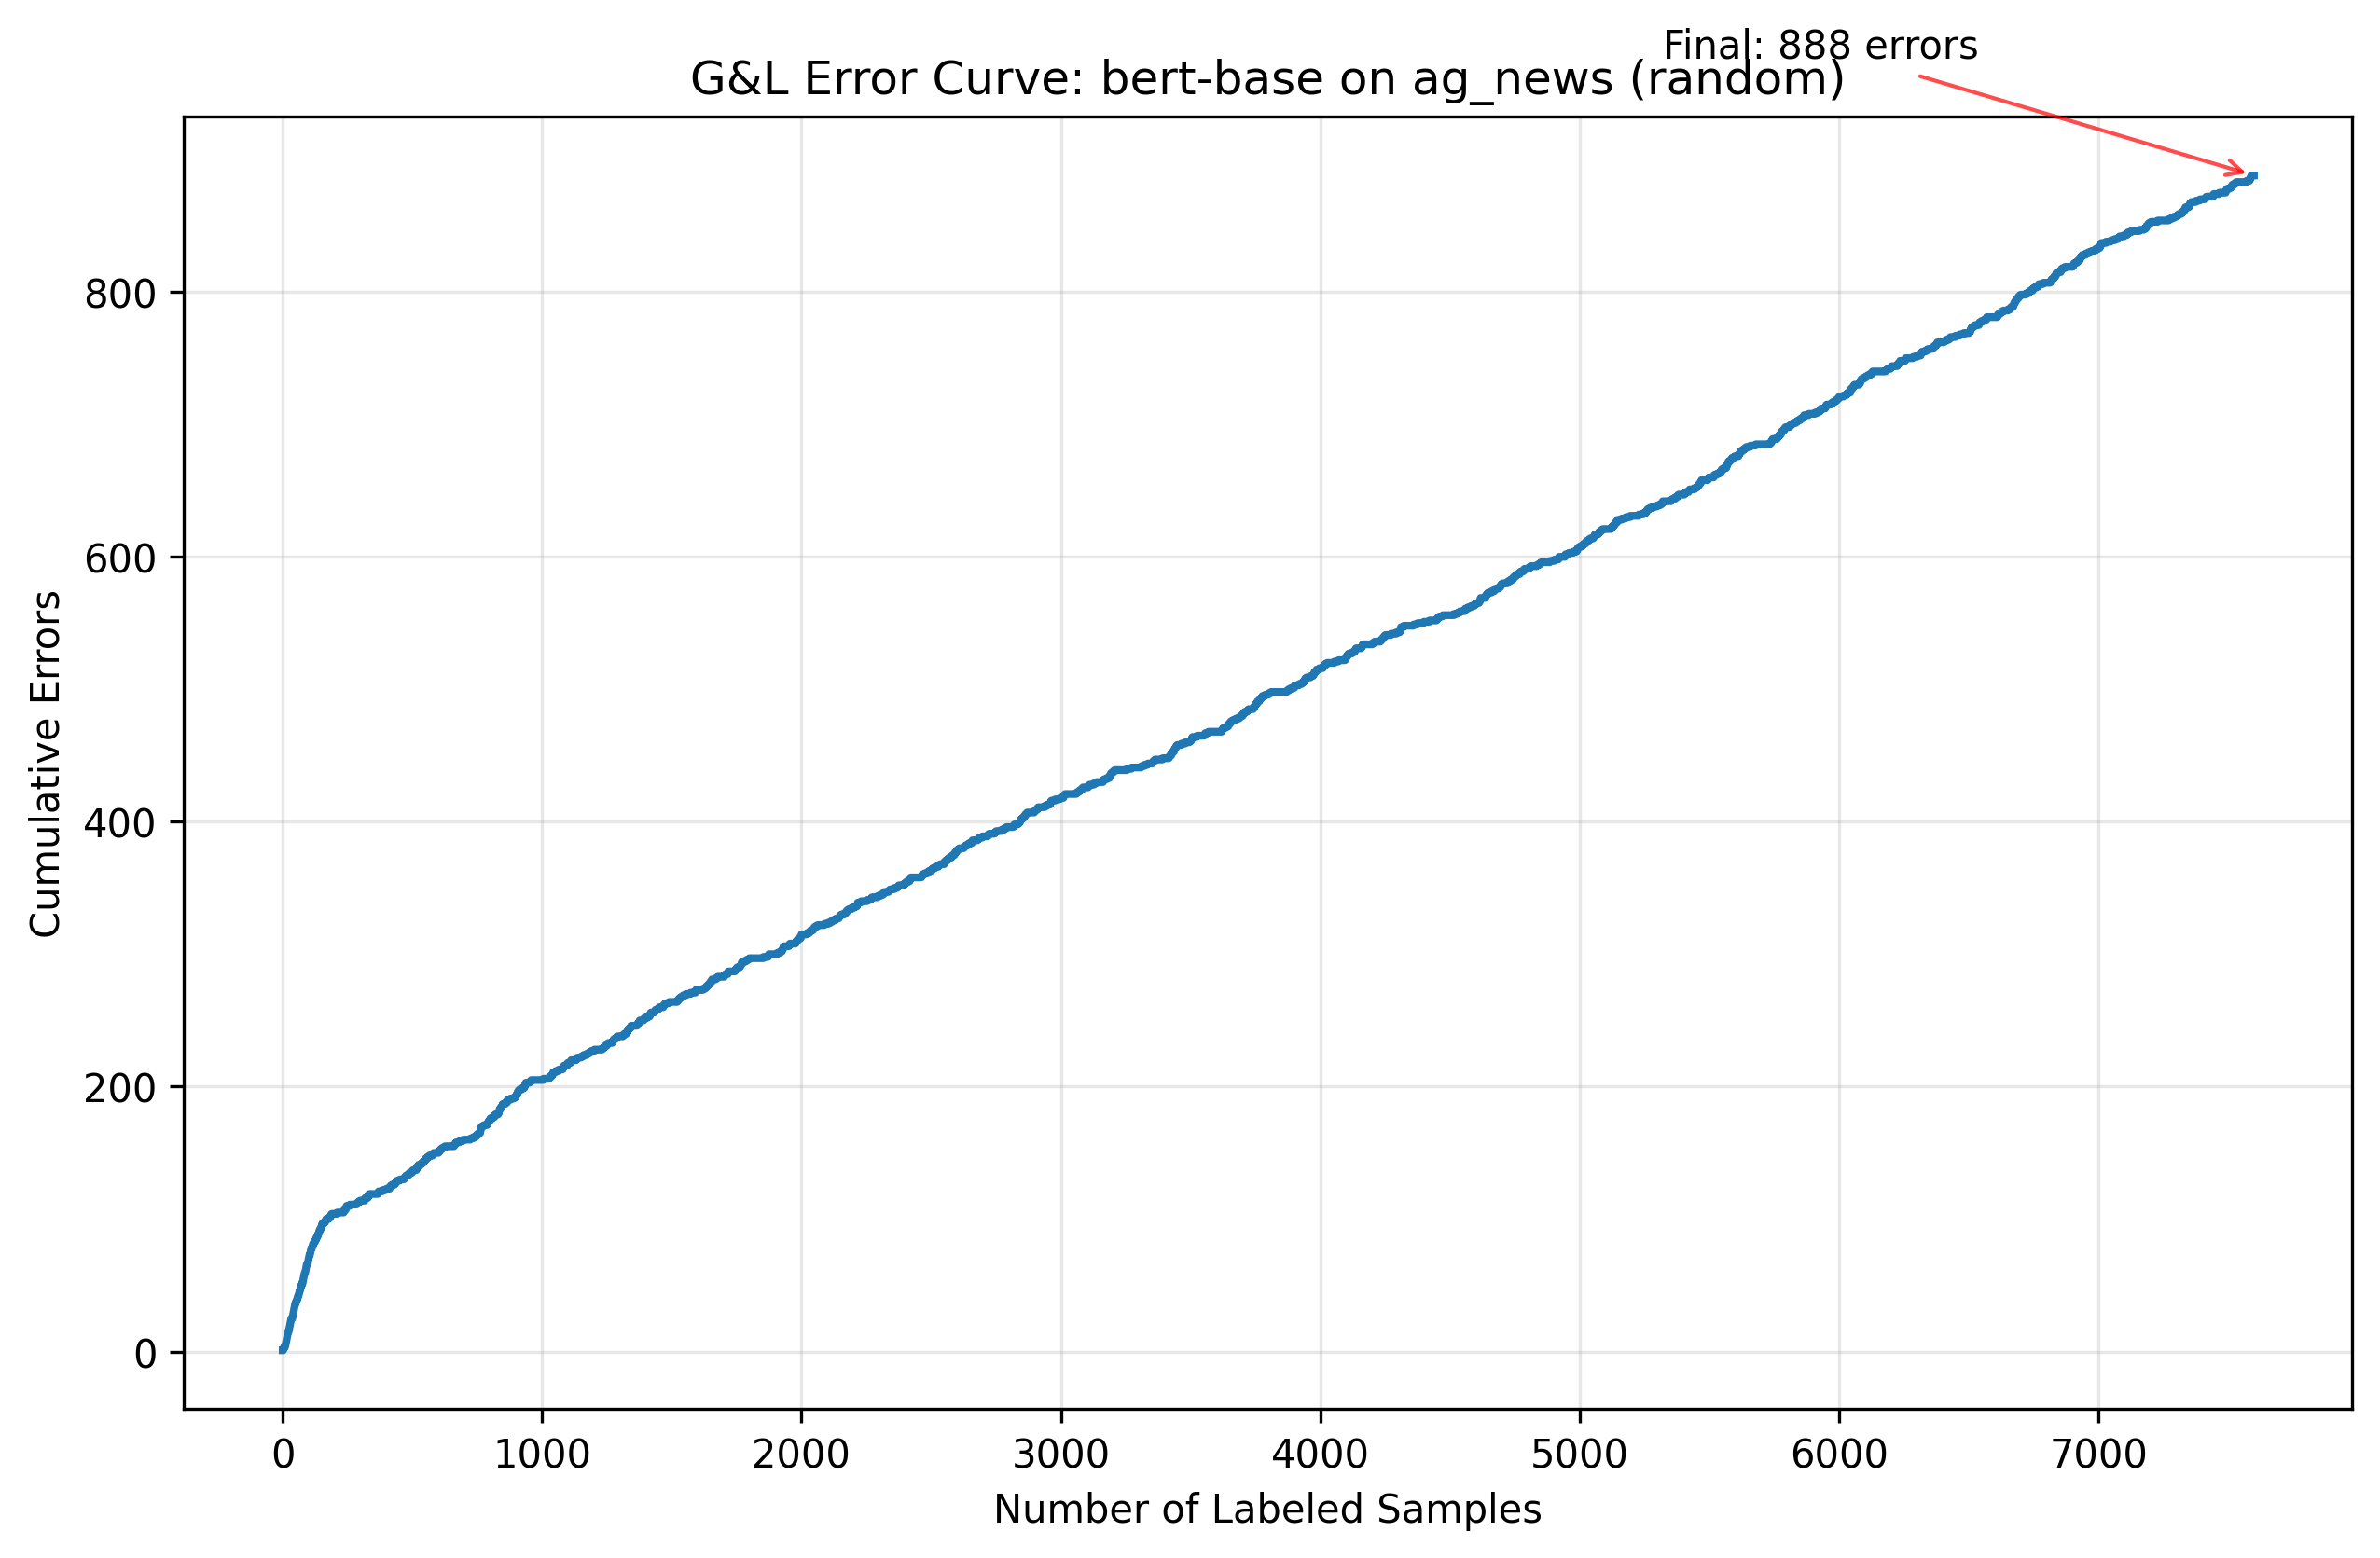 Final: 888 errors
G&L Error Curve: bert-base on ag_news (random)
Cumulative Errors
800
600
400
200
0
0 1000 2000 3000 4000 5000 6000 7000
Number of Labeled Samples